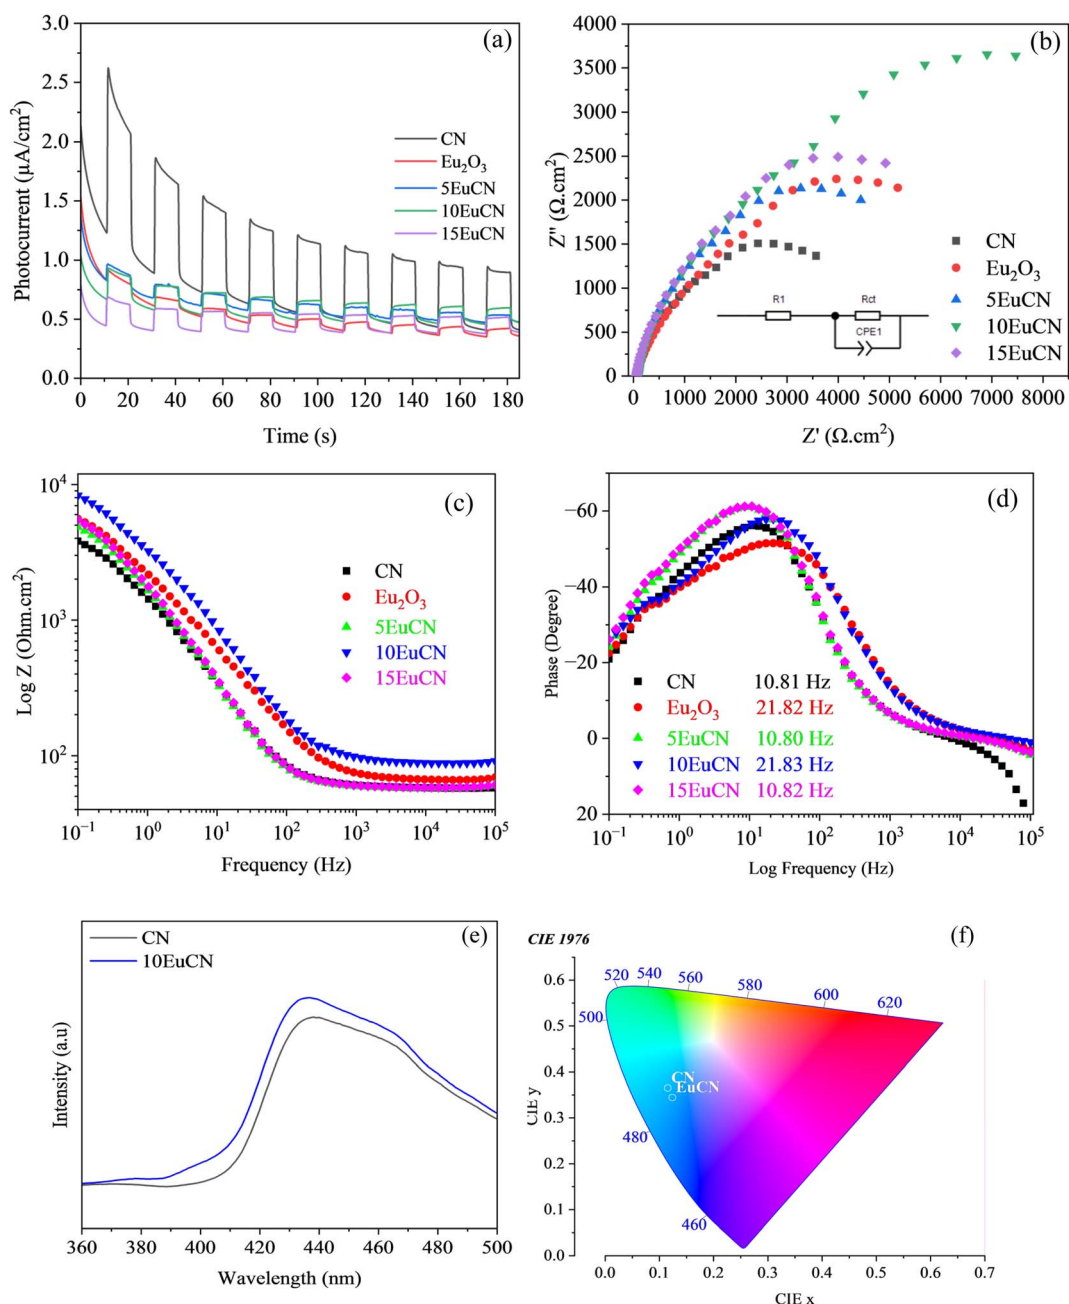 (a)
3.0
2.5
2.0
1.5
1.0
0.5
0.0
Photocurrent (μA/cm²)
CN
Eu₂O₃
5EuCN
10EuCN
15EuCN
0 20 40 60 80 100 120 140 160 180
Time (s)
(b)
4000
3500
3000
2500
2000
1500
1000
500
0
Z'' (Ω.cm²)
CN
Eu₂O₃
5EuCN
10EuCN
15EuCN
R1 Rct
CPE1
0 1000 2000 3000 4000 5000 6000 7000 8000
Z' (Ω.cm²)
(c)
10⁴
10³
10²
Log Z (Ohm.cm²)
CN
Eu₂O₃
5EuCN
10EuCN
15EuCN
10⁻¹ 10⁰ 10¹ 10² 10³ 10⁴ 10⁵
Frequency (Hz)
(d)
−60
−40
−20
0
20
Phase (Degree)
CN 10.81 Hz
Eu₂O₃ 21.82 Hz
5EuCN 10.80 Hz
10EuCN 21.83 Hz
15EuCN 10.82 Hz
10⁻¹ 10⁰ 10¹ 10² 10³ 10⁴ 10⁵
Log Frequency (Hz)
(e)
CN
10EuCN
Intensity (a.u)
360 380 400 420 440 460 480 500
Wavelength (nm)
CIE 1976
(f)
0.6
0.5
0.4
0.3
0.2
0.1
0.0
CIE y
520 540 560 580 600 620
500
480
460
CN
EuCN
0.0 0.1 0.2 0.3 0.4 0.5 0.6 0.7
CIE x